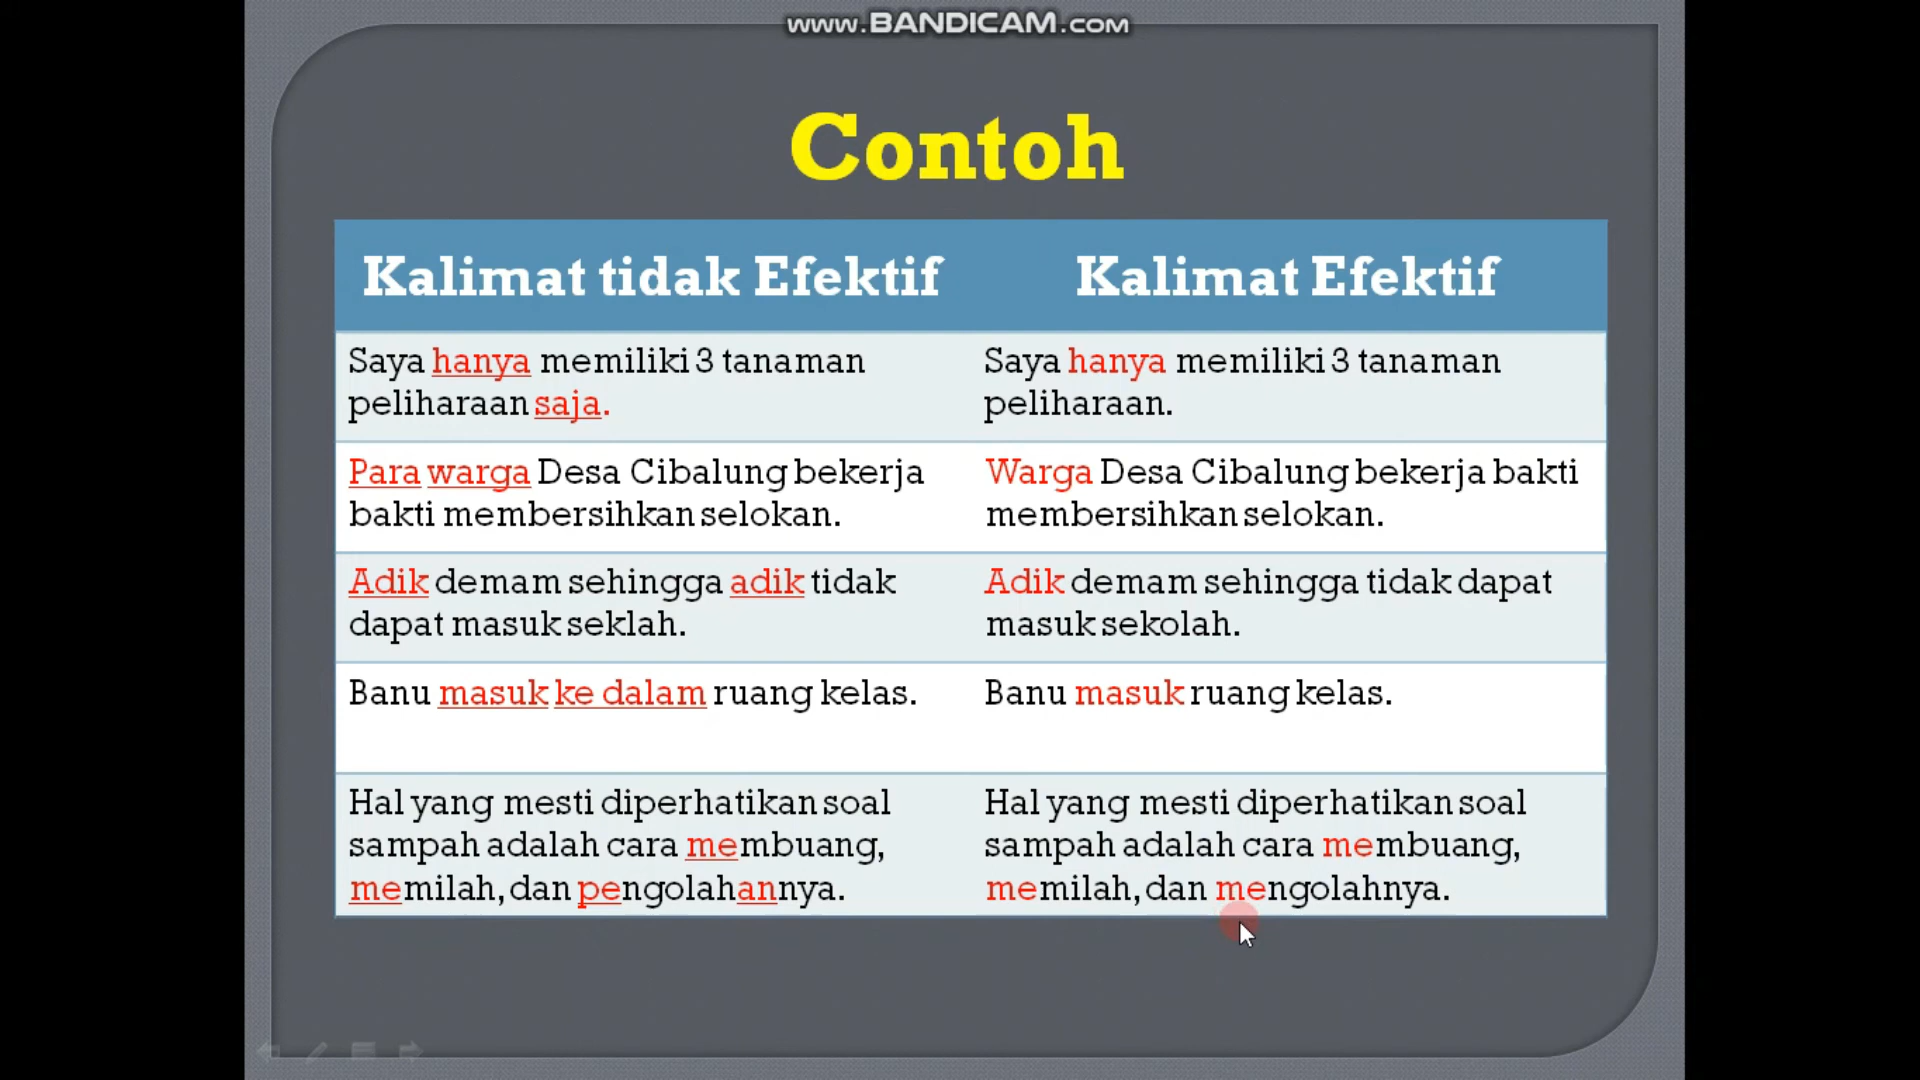 www.BANDICAM.com
Contoh
Kalimat tidak Efektif
Kalimat Efektif
Saya hanya memiliki 3 tanaman
peliharaan saja.
Saya hanya memiliki 3 tanaman
peliharaan.
Para warga Desa Cibalung bekerja
bakti membersihkan selokan.
Warga Desa Cibalung bekerja bakti
membersihkan selokan.
Adik demam sehingga adik tidak
dapat masuk seklah.
Adik demam sehingga tidak dapat
masuk sekolah.
Banu masuk ke dalam ruang kelas.
Banu masuk ruang kelas.
Hal yang mesti diperhatikan soal
sampah adalah cara membuang,
memilah, dan pengolahannya.
Hal yang mesti diperhatikan soal
sampah adalah cara membuang,
memilah, dan mengolahnya.